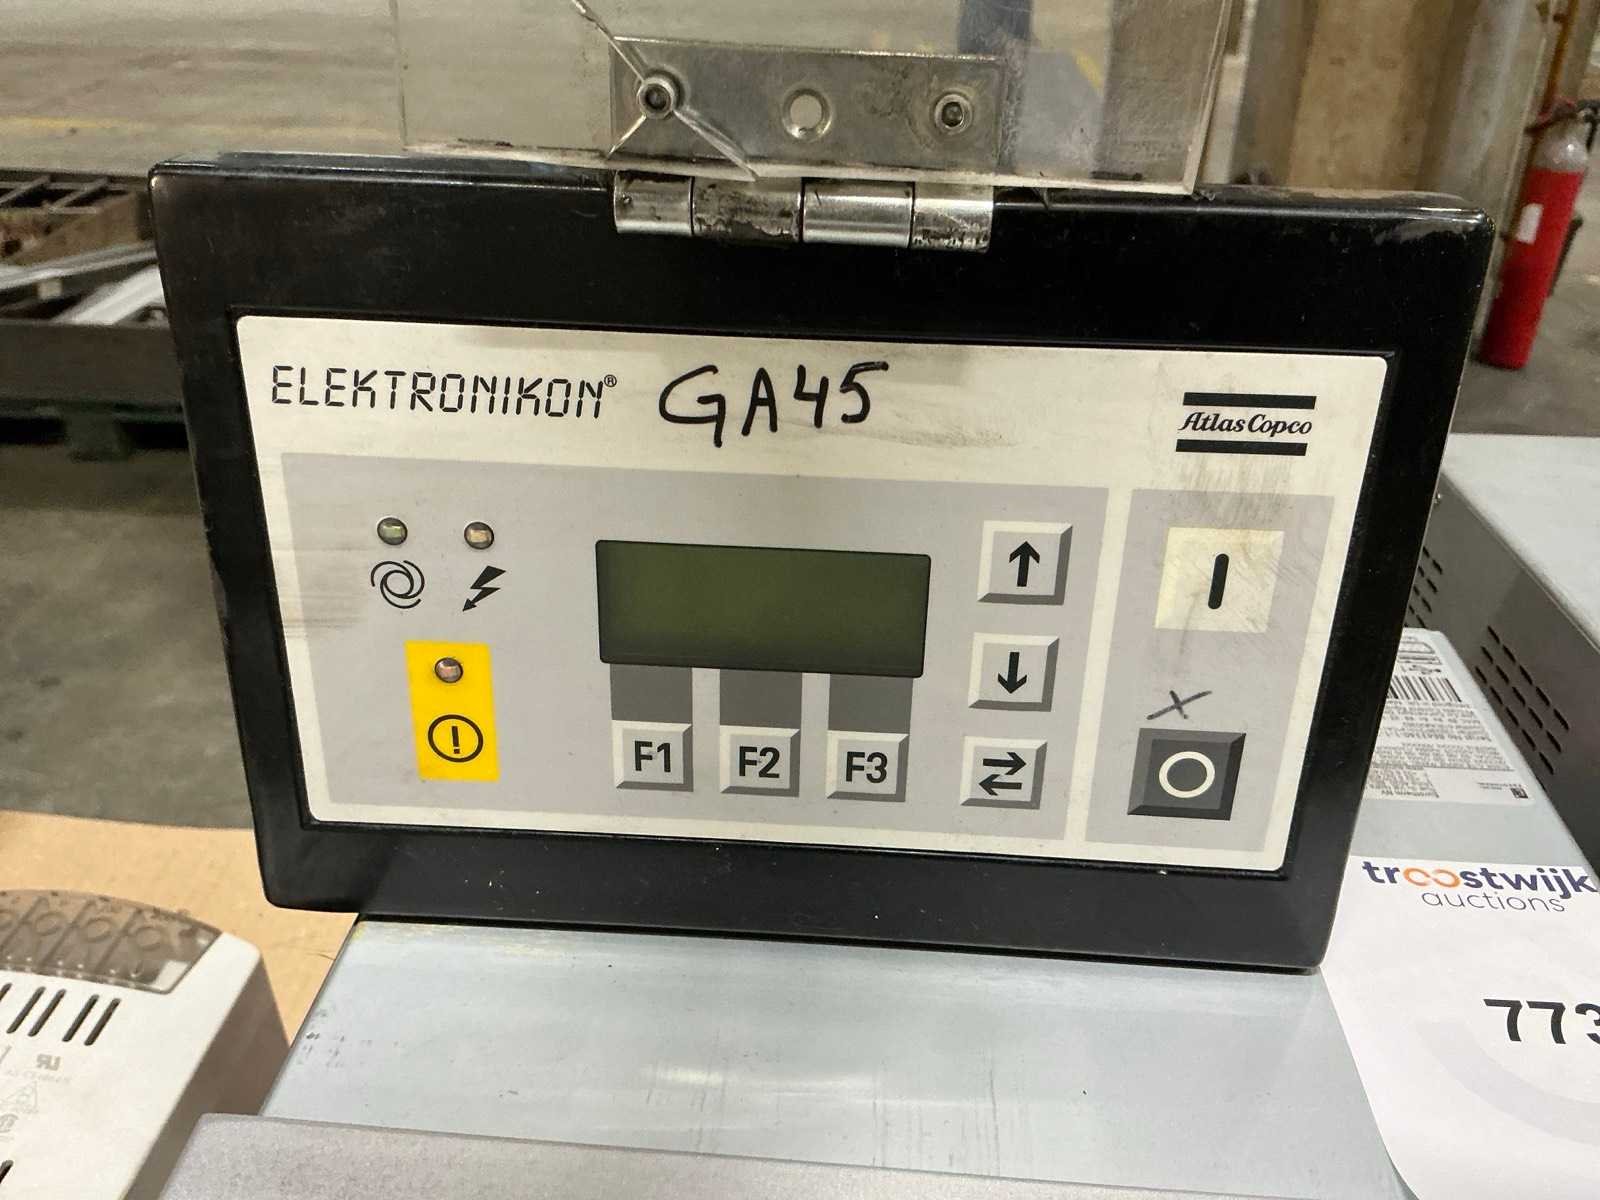 ELEKTRONIKON® GA45
Atlas Copco
F1 F2 F3
troostwijk
auctions
773